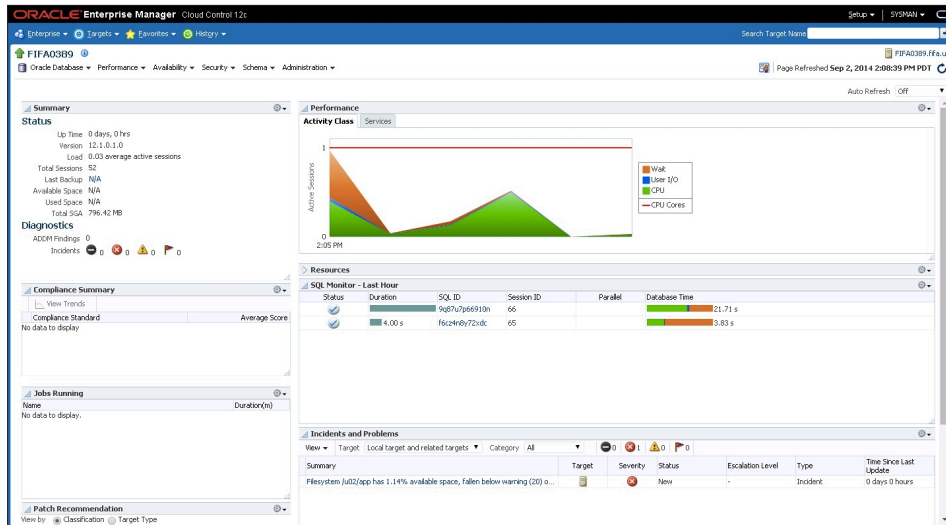 ORACLE Enterprise Manager Cloud Control 12c
Setup SYSMAN
Enterprise Targets Favorites History
Search Target Name
FIFA0389
FIFA0389.fifa.u
Oracle Database Performance Availability Security Schema Administration
Page Refreshed Sep 2, 2014 2:08:39 PM PDT
Auto Refresh Off
Summary
Status
Up Time 0 days, 0 hrs
Version 12.1.0.1.0
Load 0.03 average active sessions
Total Sessions 52
Last Backup N/A
Available Space N/A
Used Space N/A
Total SGA 796.42 MB
Diagnostics
ADDM Findings 0
Incidents 0 0 0 0
Compliance Summary
View Trends
Compliance Standard Average Score
No data to display
Jobs Running
Name Duration(m)
No data to display.
Patch Recommendation
View by Classification Target Type
Performance
Activity Class Services
Active Sessions
1
0
2:05 PM
Wait
User I/O
CPU
CPU Cores
Resources
SQL Monitor - Last Hour
Status Duration SQL ID Session ID Parallel Database Time
9q87u7p66910n 66 21.71 s
4.00 s f6cz4n8y72xdc 65 3.83 s
Incidents and Problems
View Target Local target and related targets Category All 0 1 0 0
Summary Target Severity Status Escalation Level Type Time Since Last Update
Filesystem /u02/app has 1.14% available space, fallen below warning (20) o... New - Incident 0 days 0 hours